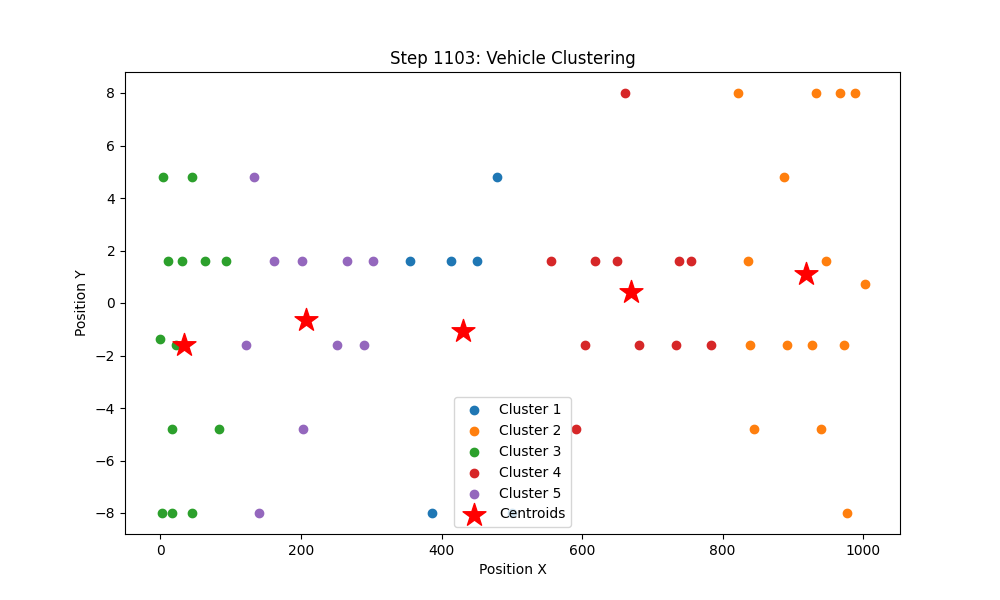 Step 1103: Vehicle Clustering
Position Y
8
6
4
2
0
−2
−4
−6
−8
Cluster 1
Cluster 2
Cluster 3
Cluster 4
Cluster 5
Centroids
0 200 400 600 800 1000
Position X